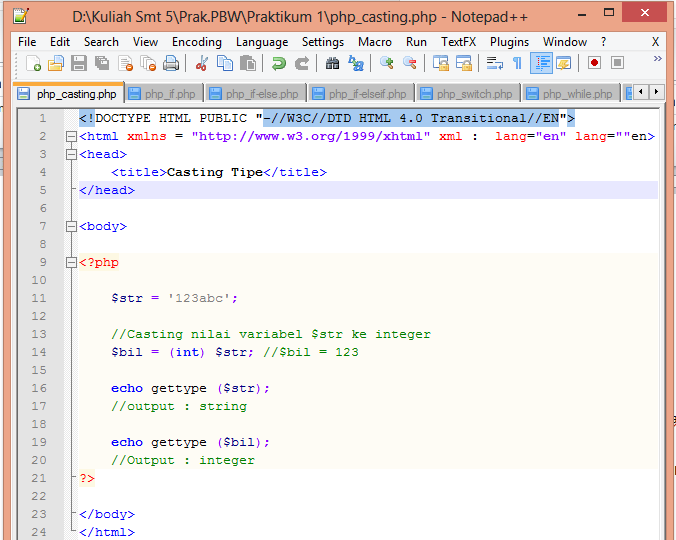 D:\Kuliah Smt 5\Prak.PBW\Praktikum 1\php_casting.php - Notepad++
File Edit Search View Encoding Language Settings Macro Run TextFX Plugins Window ? X
php_casting.php php_if.php php_if-else.php php_if-elseif.php php_switch.php php_while.php
1 <!DOCTYPE HTML PUBLIC "-//W3C//DTD HTML 4.0 Transitional//EN">
2 <html xmlns = "http://www.w3.org/1999/xhtml" xml :  lang="en" lang=""en>
3 <head>
4     <title>Casting Tipe</title>
5 </head>
6
7 <body>
8
9 <?php
10
11     $str = '123abc';
12
13     //Casting nilai variabel $str ke integer
14     $bil = (int) $str; //$bil = 123
15
16     echo gettype ($str);
17     //output : string
18
19     echo gettype ($bil);
20     //Output : integer
21 ?>
22
23 </body>
24 </html>